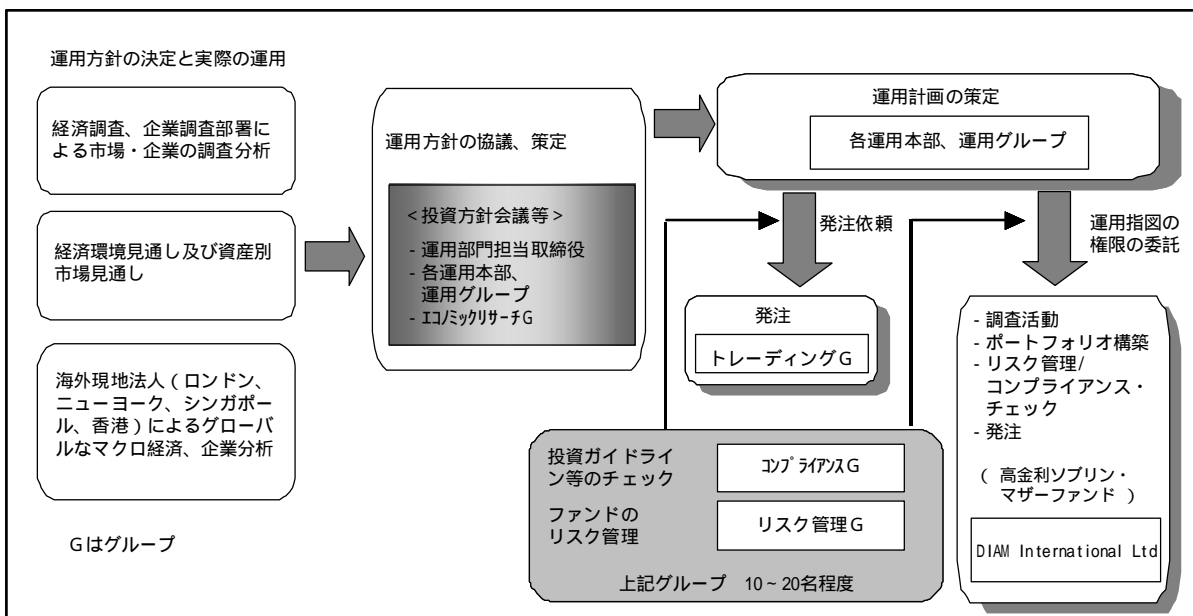 運用方針の決定と実際の運用
経済調査、企業調査部署に
よる市場・企業の調査分析
経済環境見通し及び資産別
市場見通し
海外現地法人(ロンドン、
ニューヨーク、シンガポー
ル、香港)によるグローバ
ルなマクロ経済、企業分析
Gはグループ
運用方針の協議、策定
<投資方針会議等>
- 運用部門担当取締役
- 各運用本部、
運用グループ
- エコノミックリサーチG
運用計画の策定
各運用本部、運用グループ
発注依頼
運用指図の
権限の委託
発注
トレーディングG
投資ガイドライ
ン等のチェック
コンプライアンスG
ファンドの
リスク管理
リスク管理G
上記グループ 10~20名程度
- 調査活動
- ポートフォリオ構築
- リスク管理/
コンプライアンス・
チェック
- 発注
( 高金利ソブリン・
マザーファンド )
DIAM International Ltd